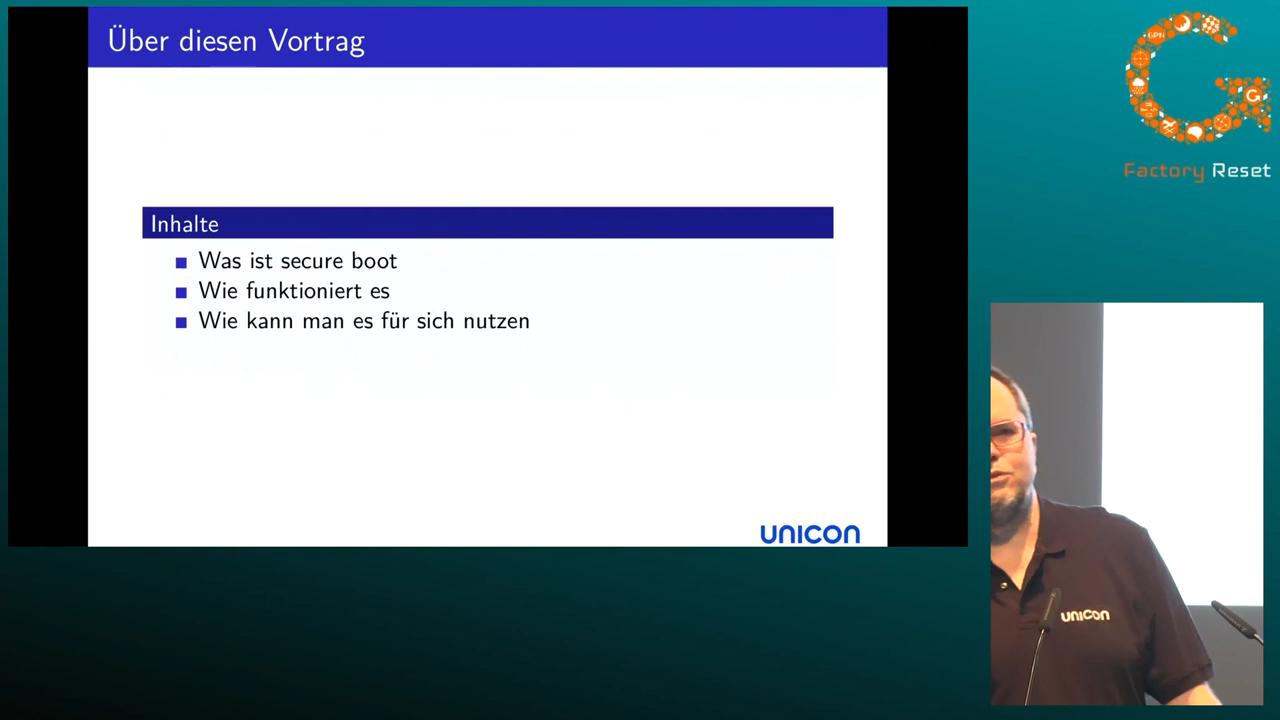 Über diesen Vortrag
Inhalte
Was ist secure boot
Wie funktioniert es
Wie kann man es für sich nutzen
UNICON
GPN
Factory Reset
UNICON